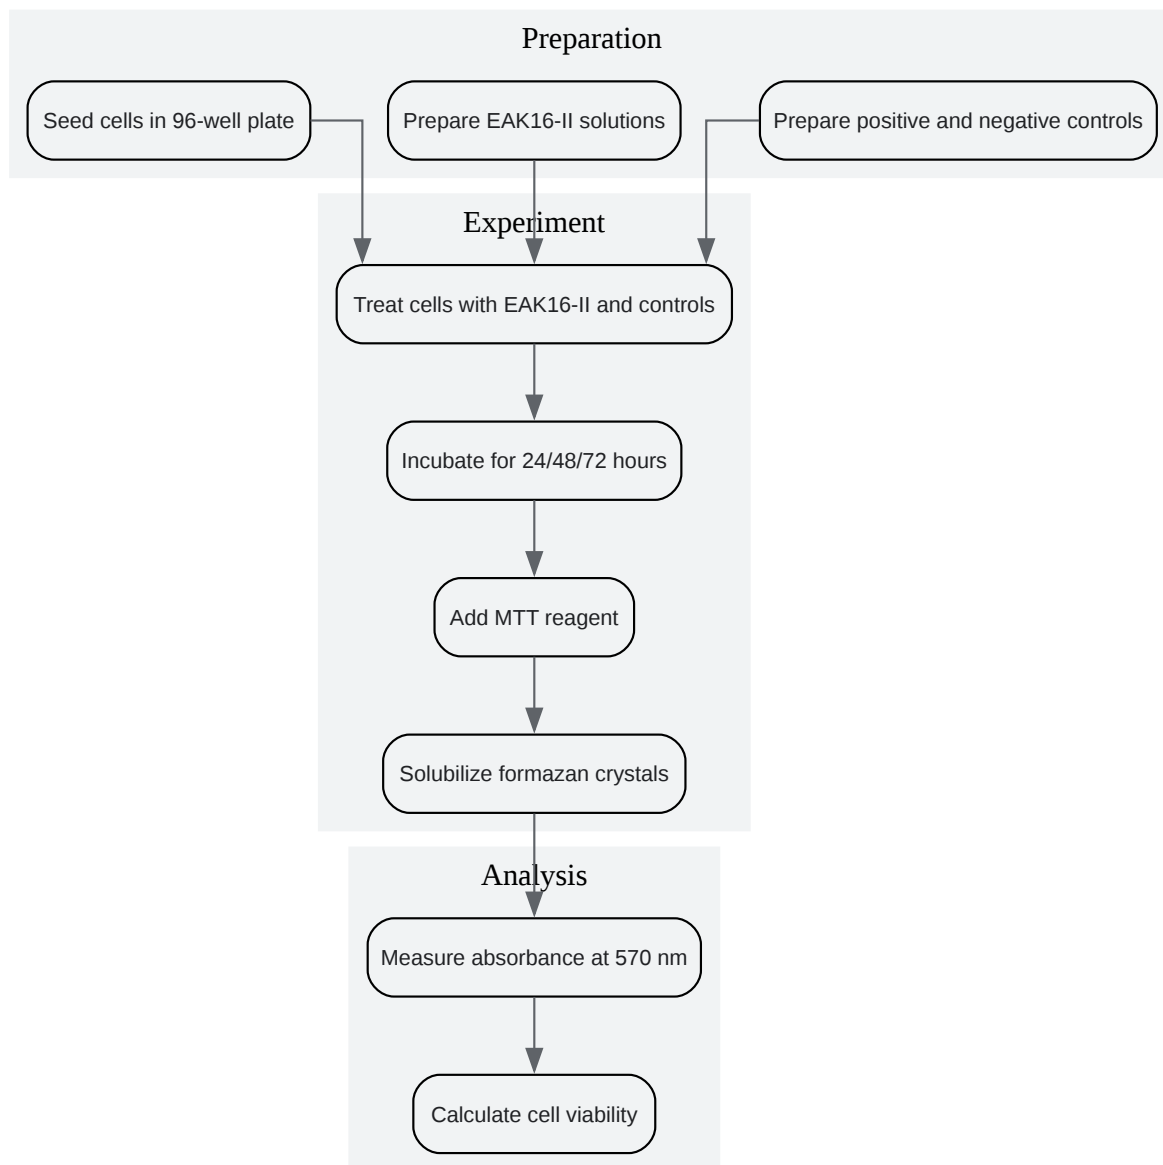 Preparation
Seed cells in 96-well plate
Prepare EAK16-II solutions
Prepare positive and negative controls
Experiment
Treat cells with EAK16-II and controls
Incubate for 24/48/72 hours
Add MTT reagent
Solubilize formazan crystals
Analysis
Measure absorbance at 570 nm
Calculate cell viability